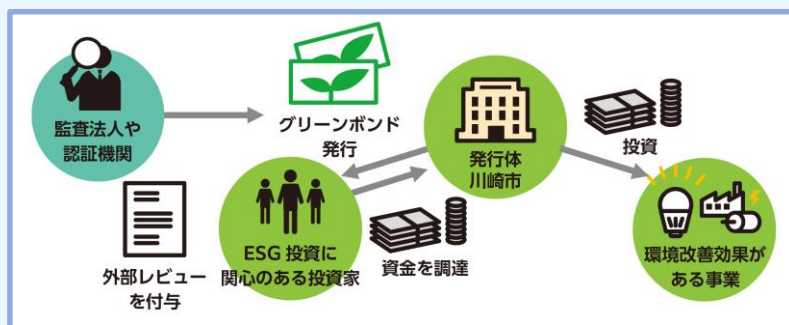 監査法人や
認証機関
グリーンボンド
発行
発行体
川崎市
投資
外部レビュー
を付与
ESG 投資に
関心のある投資家
資金を調達
環境改善効果が
ある事業